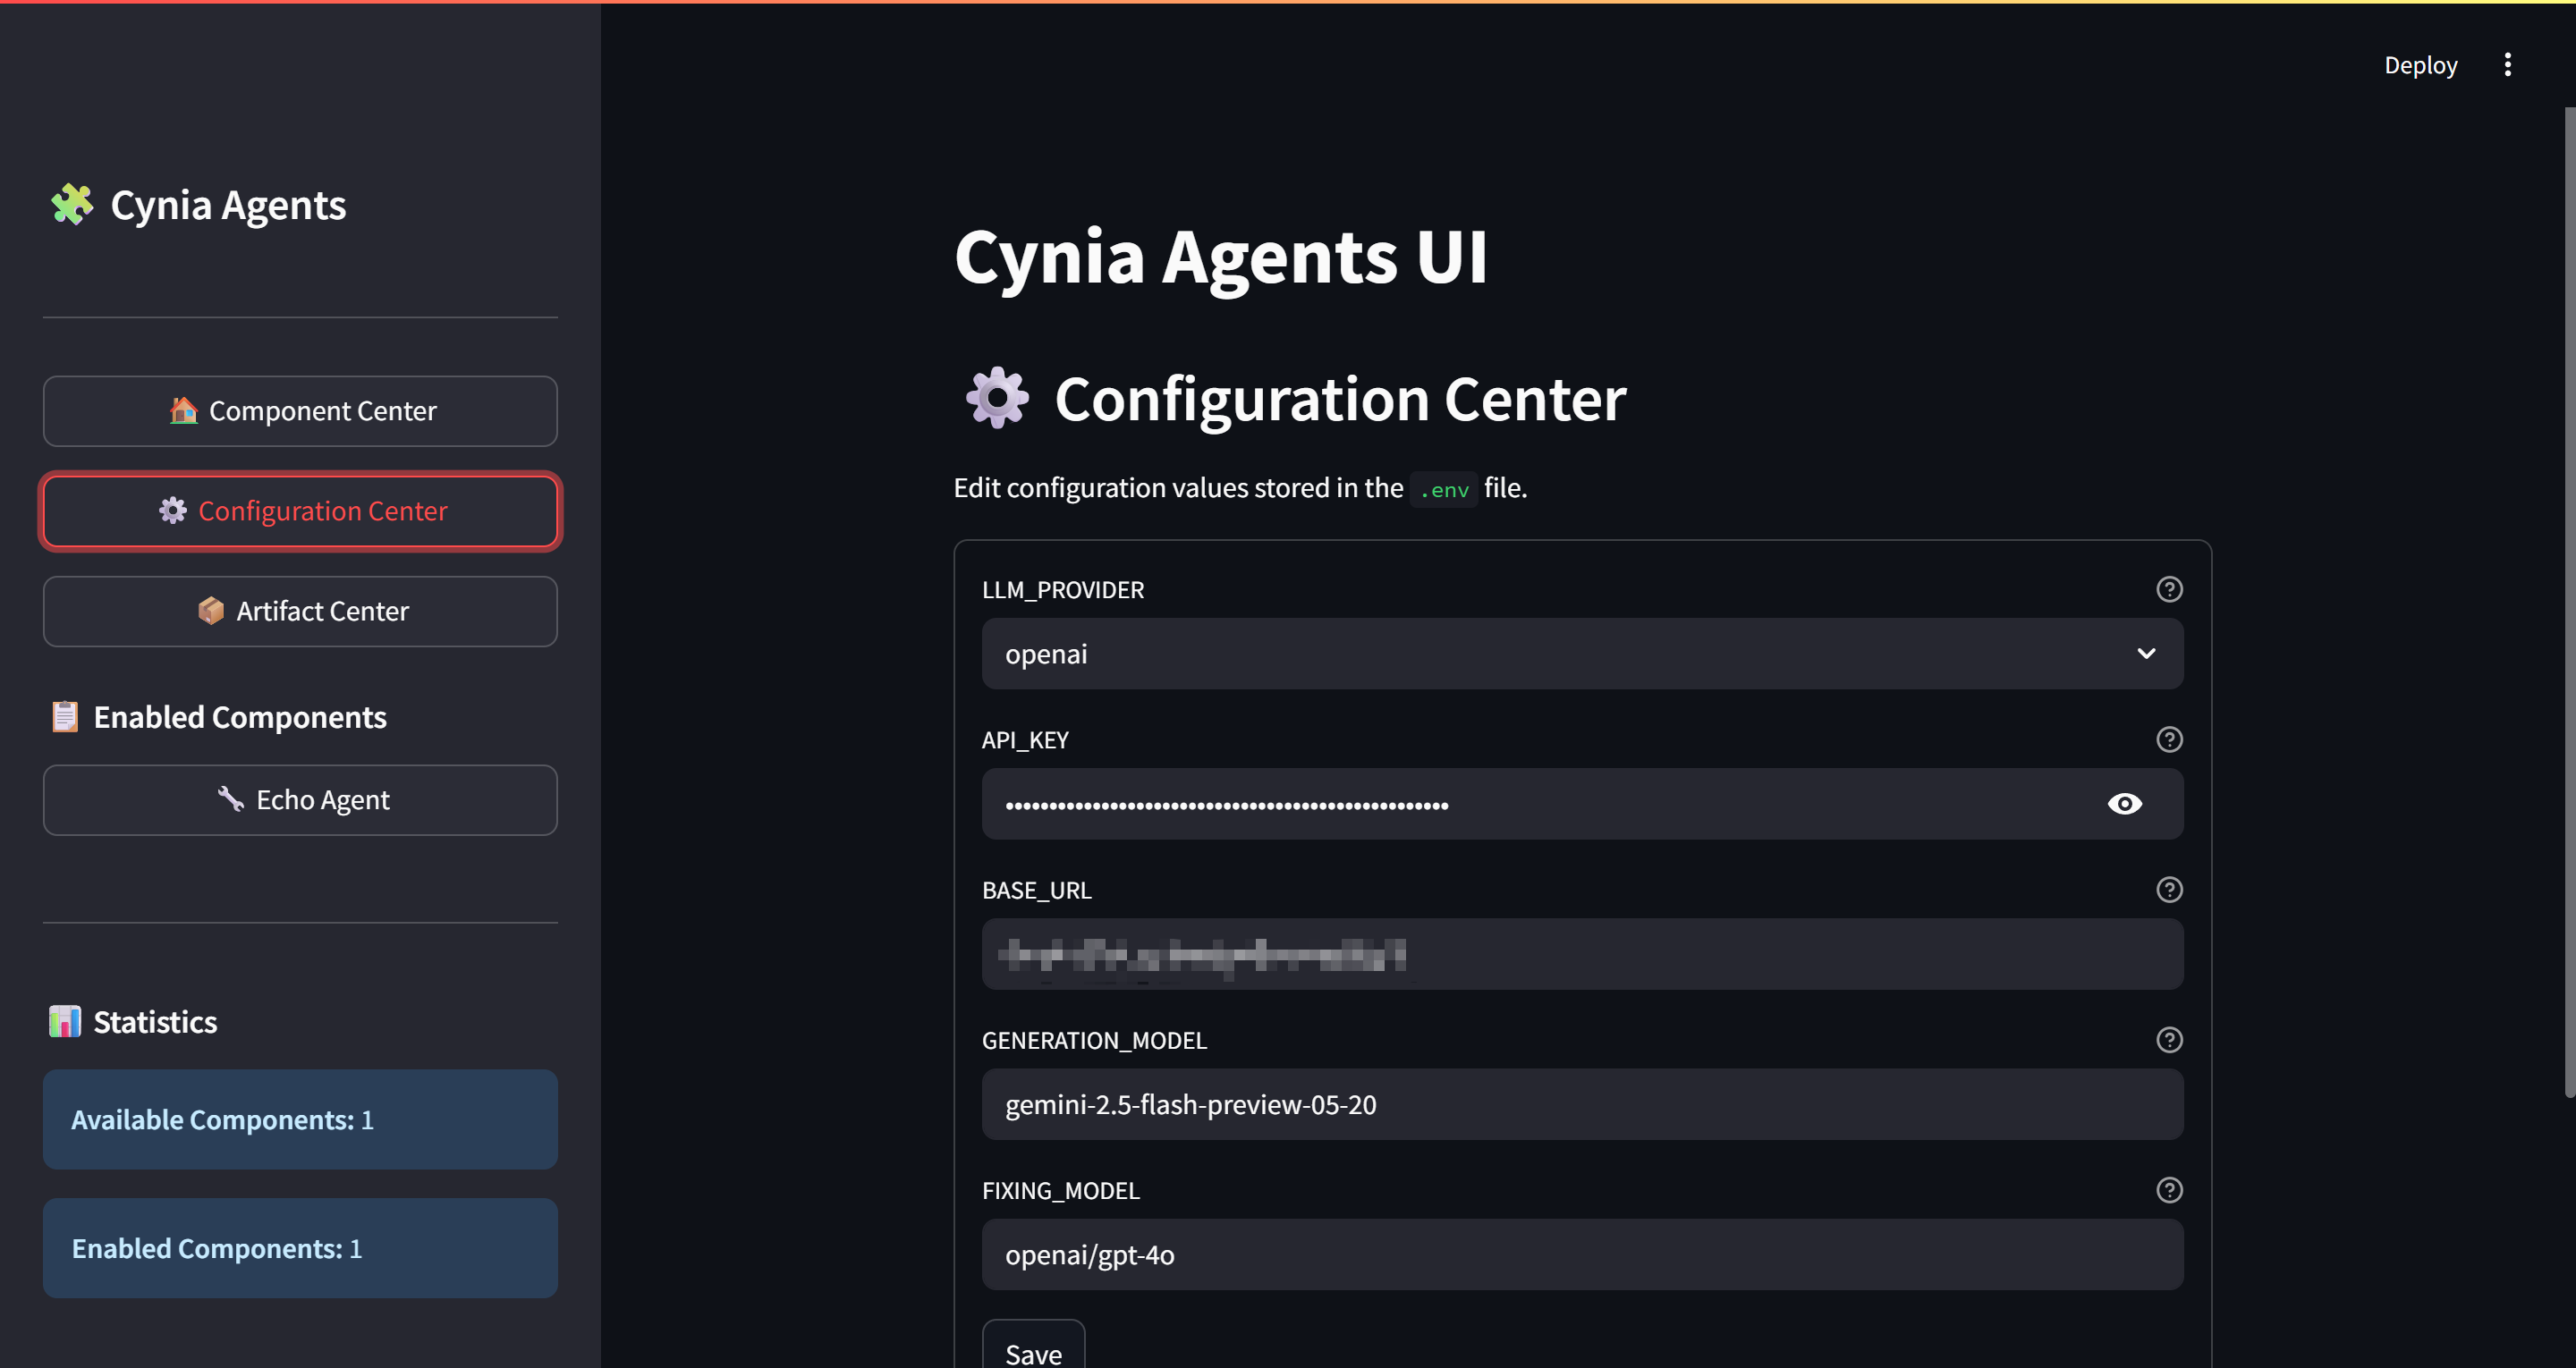 Deploy
Cynia Agents
Component Center
Configuration Center
Artifact Center
Enabled Components
Echo Agent
Statistics
Available Components: 1
Enabled Components: 1
Cynia Agents UI
Configuration Center
Edit configuration values stored in the .env file.
LLM_PROVIDER
openai
API_KEY
BASE_URL
GENERATION_MODEL
gemini-2.5-flash-preview-05-20
FIXING_MODEL
openai/gpt-4o
Save